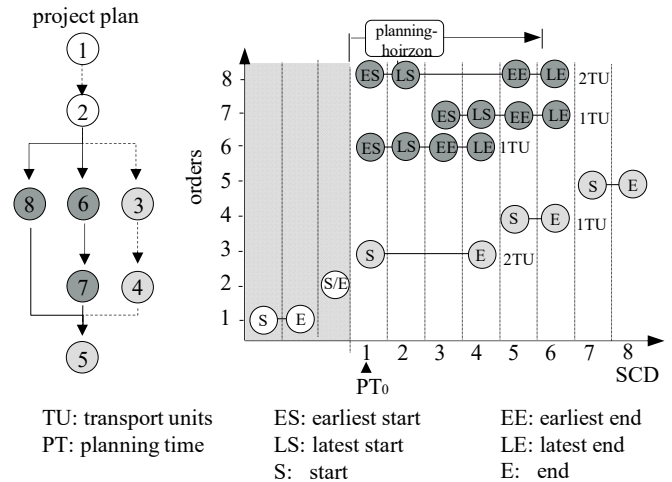 project plan
1
2
8 6 3
7 4
5
planning-
hoirzon
orders
8 ES LS EE LE 2TU
7 ES LS EE LE 1TU
6 ES LS EE LE 1TU
5 S E
4 S E 1TU
3 S E 2TU
2 S/E
1 S E
1 2 3 4 5 6 7 8
PT0 SCD
TU: transport units ES: earliest start EE: earliest end
PT: planning time LS: latest start LE: latest end
S: start E: end